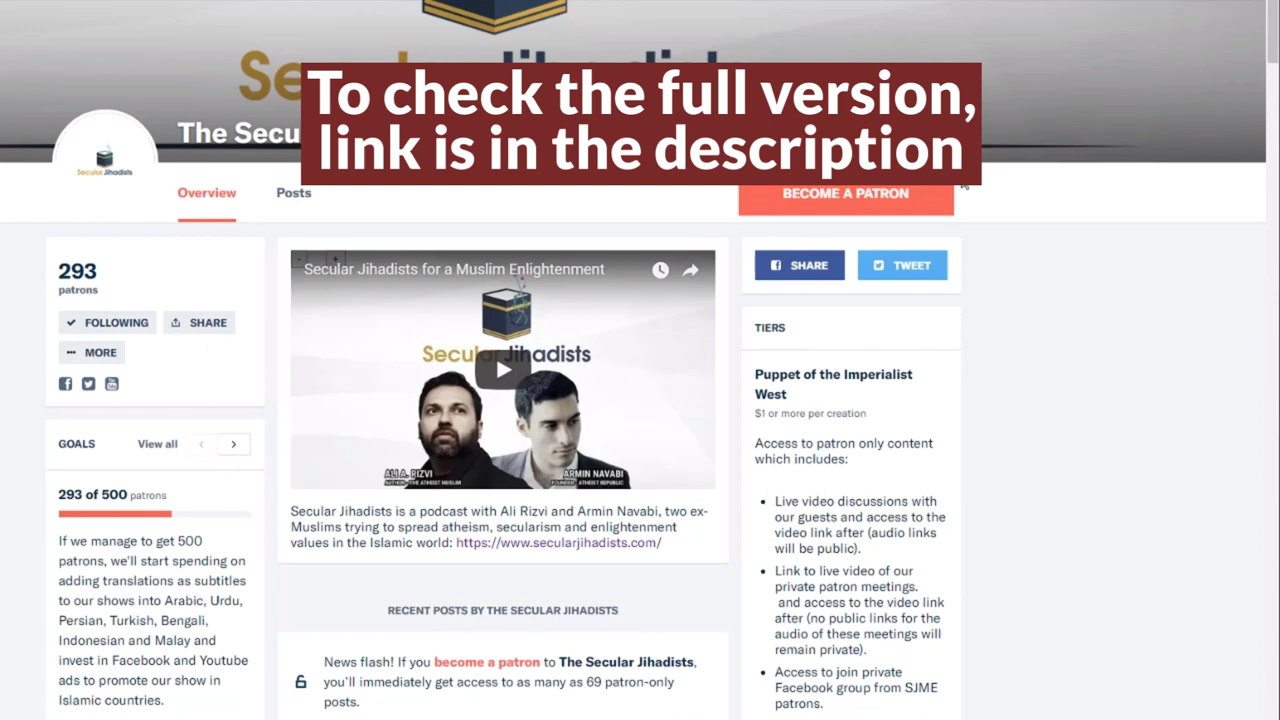 Secular Jihadists
To check the full version,
link is in the description
The Secu
Secular Jihadists
Overview
Posts
BECOME A PATRON
293
patrons
FOLLOWING
SHARE
MORE
GOALS
View all
293 of 500 patrons
If we manage to get 500
patrons, we'll start spending on
adding translations as subtitles
to our shows into Arabic, Urdu,
Persian, Turkish, Bengali,
Indonesian and Malay and
invest in Facebook and Youtube
ads to promote our show in
Islamic countries.
Secular Jihadists for a Muslim Enlightenment
Secular Jihadists
ALI A. RIZVI
AUTHOR - THE ATHEIST MUSLIM
ARMIN NAVABI
FOUNDER - ATHEIST REPUBLIC
Secular Jihadists is a podcast with Ali Rizvi and Armin Navabi, two ex-
Muslims trying to spread atheism, secularism and enlightenment
values in the Islamic world: https://www.secularjihadists.com/
RECENT POSTS BY THE SECULAR JIHADISTS
News flash! If you become a patron to The Secular Jihadists,
you'll immediately get access to as many as 69 patron-only
posts.
SHARE
TWEET
TIERS
Puppet of the Imperialist
West
$1 or more per creation
Access to patron only content
which includes:
• Live video discussions with
our guests and access to the
video link after (audio links
will be public).
• Link to live video of our
private patron meetings.
and access to the video link
after (no public links for the
audio of these meetings will
remain private).
• Access to join private
Facebook group from SJME
patrons.